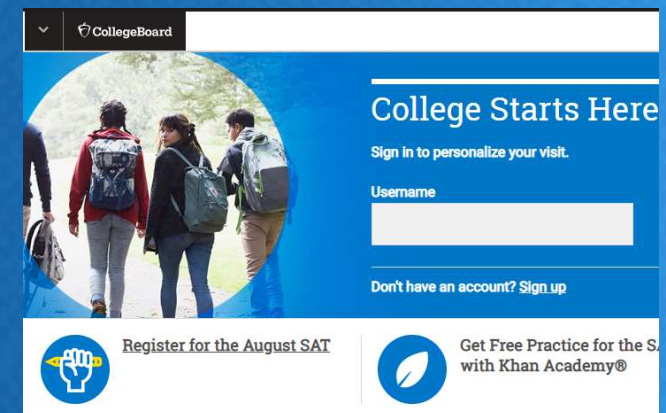 CollegeBoard
College Starts Here
Sign in to personalize your visit.
Username
Don't have an account? Sign up
Register for the August SAT
Get Free Practice for the
with Khan Academy®